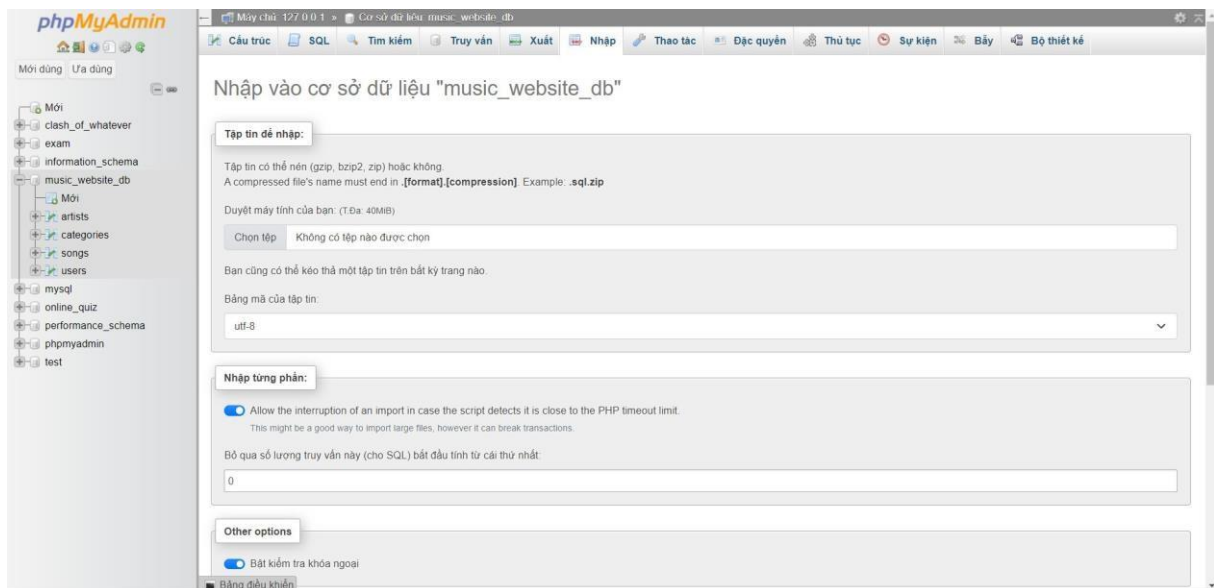 phpMyAdmin
Mới dùng Ưa dùng
Mới
clash_of_whatever
exam
information_schema
music_website_db
Mới
artists
categories
songs
users
mysql
online_quiz
performance_schema
phpmyadmin
test
Máy chủ: 127.0.0.1 » Cơ sở dữ liệu: music_website_db
Cấu trúc SQL Tìm kiếm Truy vấn Xuất Nhập Thao tác Đặc quyền Thủ tục Sự kiện Bẫy Bộ thiết kế
Nhập vào cơ sở dữ liệu "music_website_db"
Tập tin để nhập:
Tập tin có thể nén (gzip, bzip2, zip) hoặc không.
A compressed file's name must end in .[format].[compression]. Example: .sql.zip
Duyệt máy tính của bạn: (T.Đa: 40MiB)
Chọn tệp Không có tệp nào được chọn
Bạn cũng có thể kéo thả một tập tin trên bất kỳ trang nào.
Bảng mã của tập tin:
utf-8
Nhập từng phần:
Allow the interruption of an import in case the script detects it is close to the PHP timeout limit.
This might be a good way to import large files, however it can break transactions.
Bỏ qua số lượng truy vấn này (cho SQL) bắt đầu tính từ cái thứ nhất:
0
Other options
Bật kiểm tra khóa ngoại
Bảng điều khiển